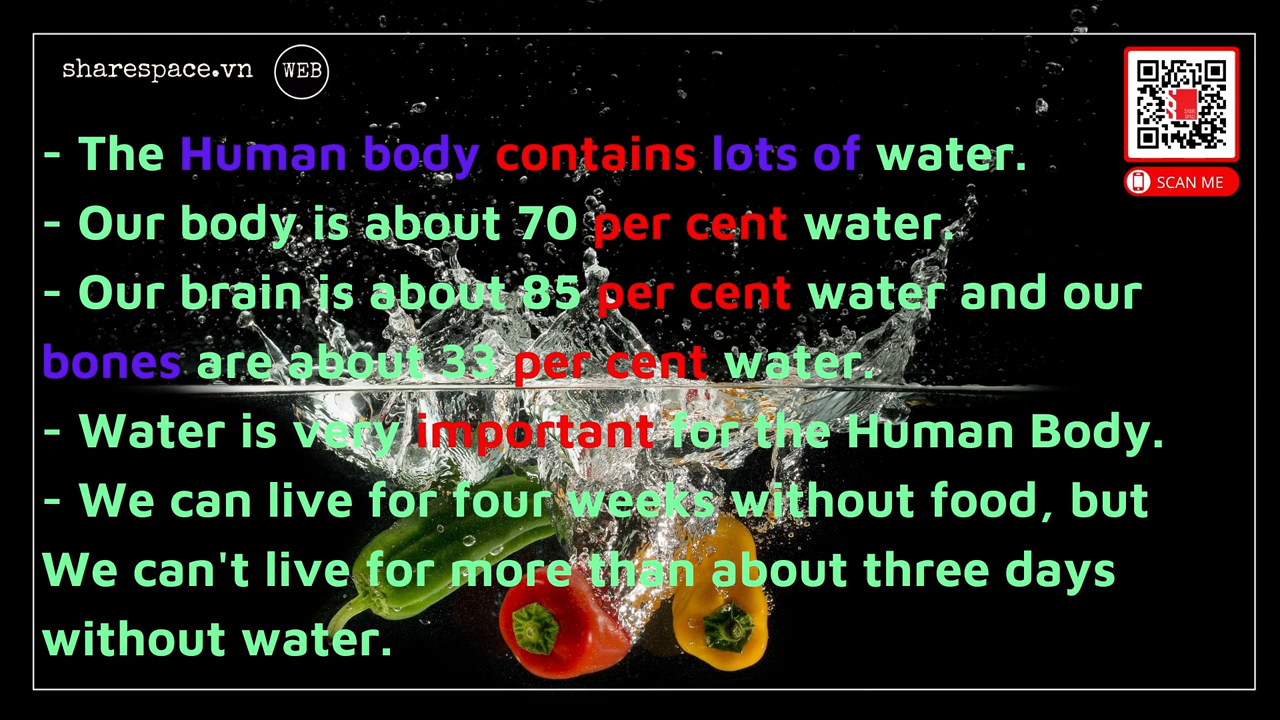 sharespace.vn WEB
SCAN ME
- The Human body contains lots of water.
- Our body is about 70 per cent water.
- Our brain is about 85 per cent water and our
bones are about 33 per cent water.
- Water is very important for the Human Body.
- We can live for four weeks without food, but
We can't live for more than about three days
without water.